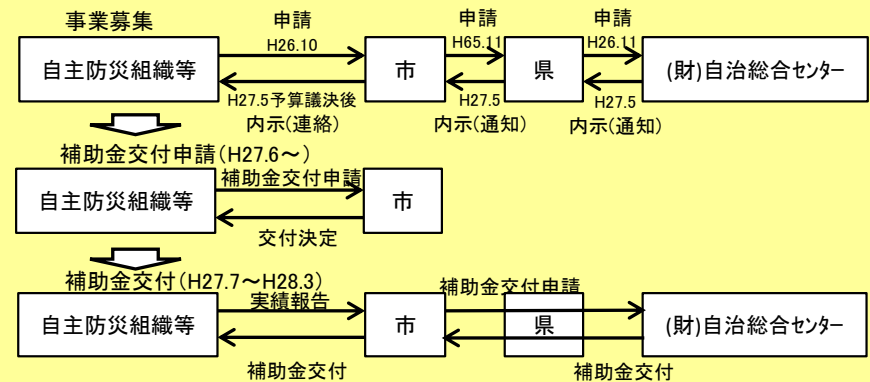 事業募集
申請 申請 申請
H26.10 H65.11 H26.11
自主防災組織等 市 県 (財)自治総合センター
H27.5予算議決後 H27.5 H27.5
内示(連絡) 内示(通知) 内示(通知)
補助金交付申請(H27.6～)
補助金交付申請
自主防災組織等 市
交付決定
補助金交付(H27.7～H28.3)
実績報告 補助金交付申請
自主防災組織等 市 県 (財)自治総合センター
補助金交付 補助金交付